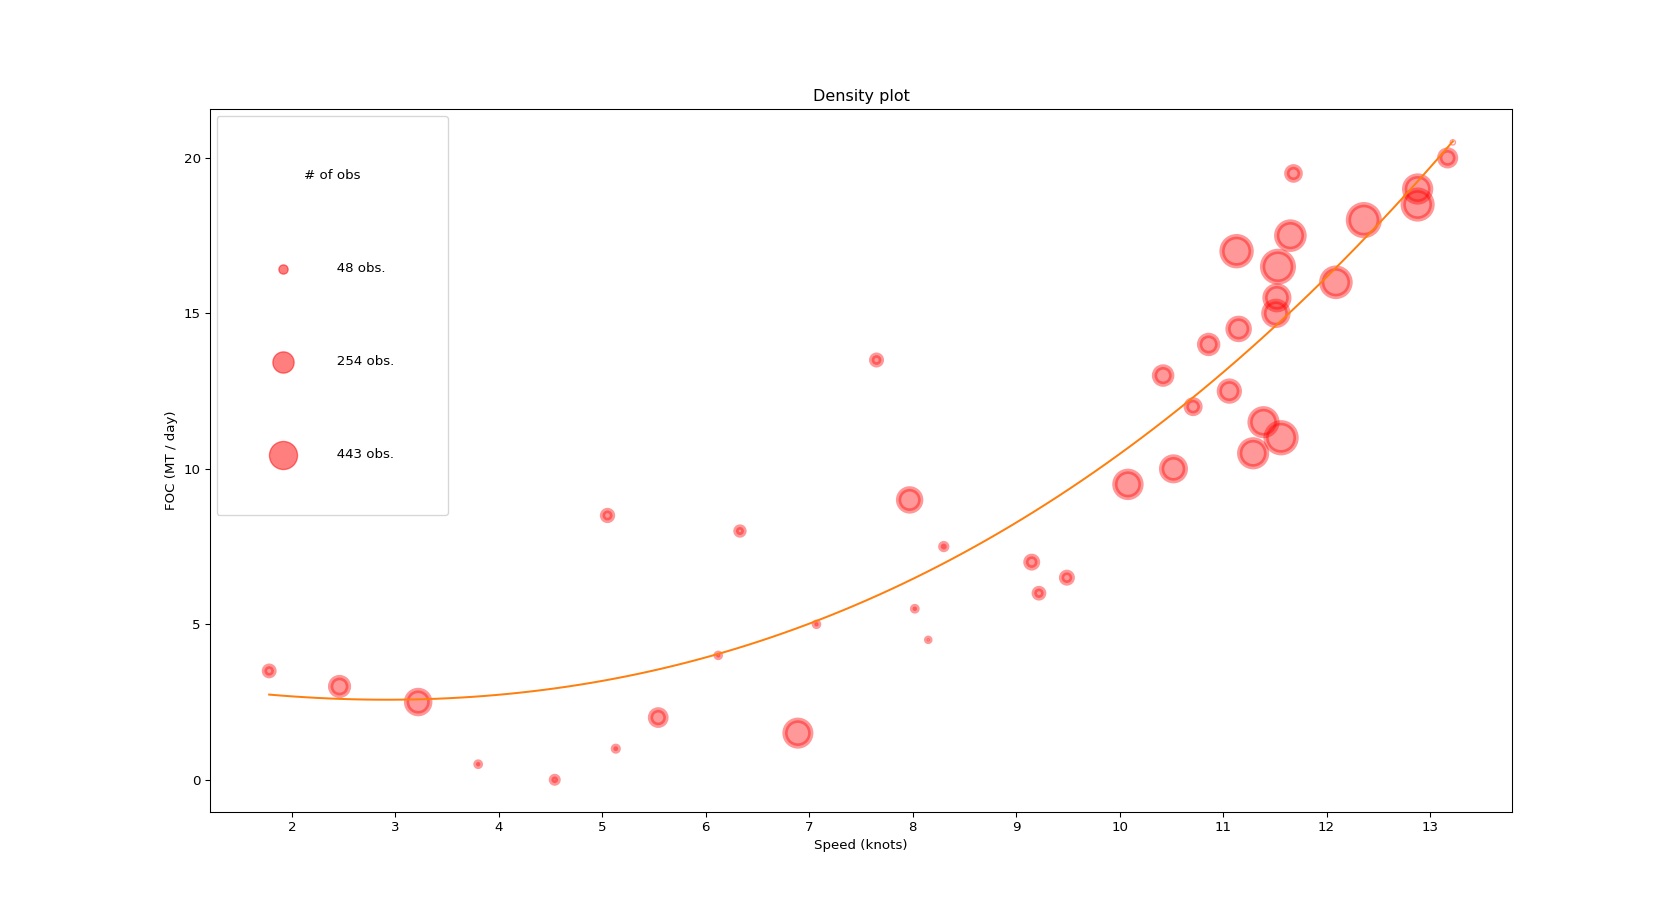 Density plot
# of obs
48 obs.
254 obs.
443 obs.
FOC (MT / day)
20
15
10
5
0
2 3 4 5 6 7 8 9 10 11 12 13
Speed (knots)